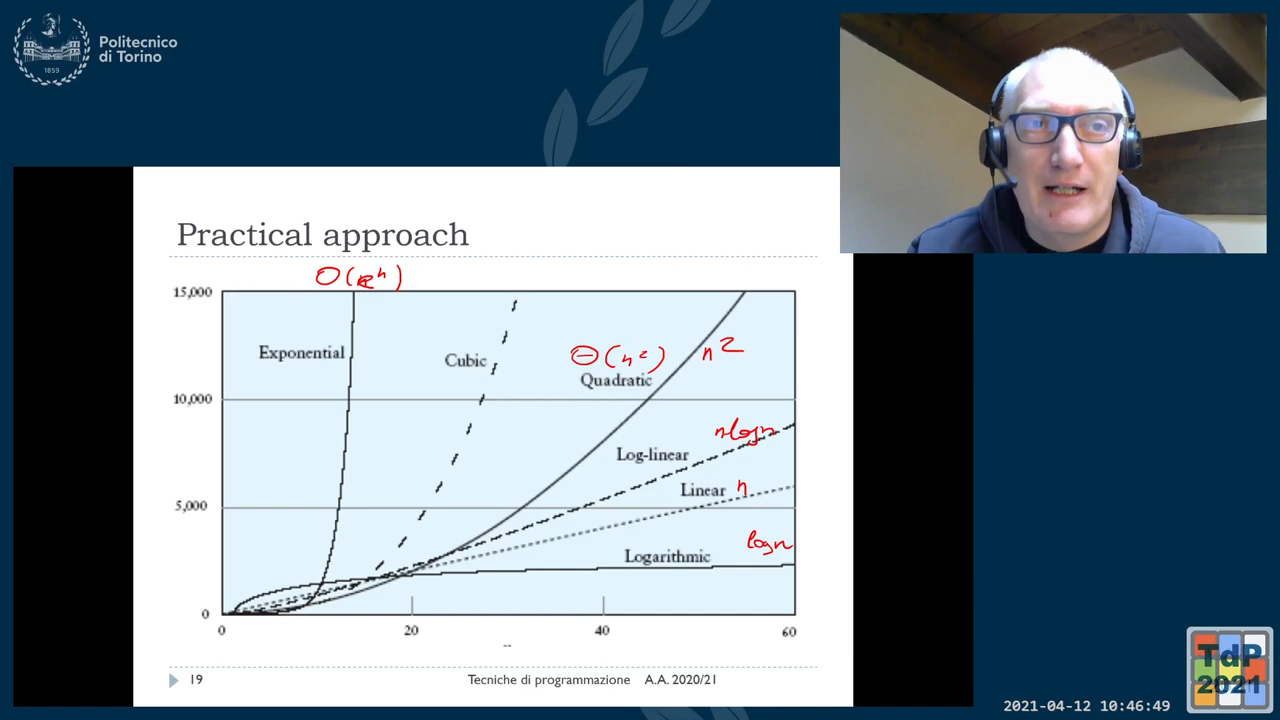 Politecnico
di Torino
1859
Practical approach
15,000
Exponential
Cubic
Θ(n²)
n²
Quadratic
10,000
nlogn
Log-linear
Linear n
5,000
logn
Logarithmic
0
0 20 40 60
--
19 Tecniche di programmazione A.A. 2020/21
TdP
2021
2021-04-12 10:46:49